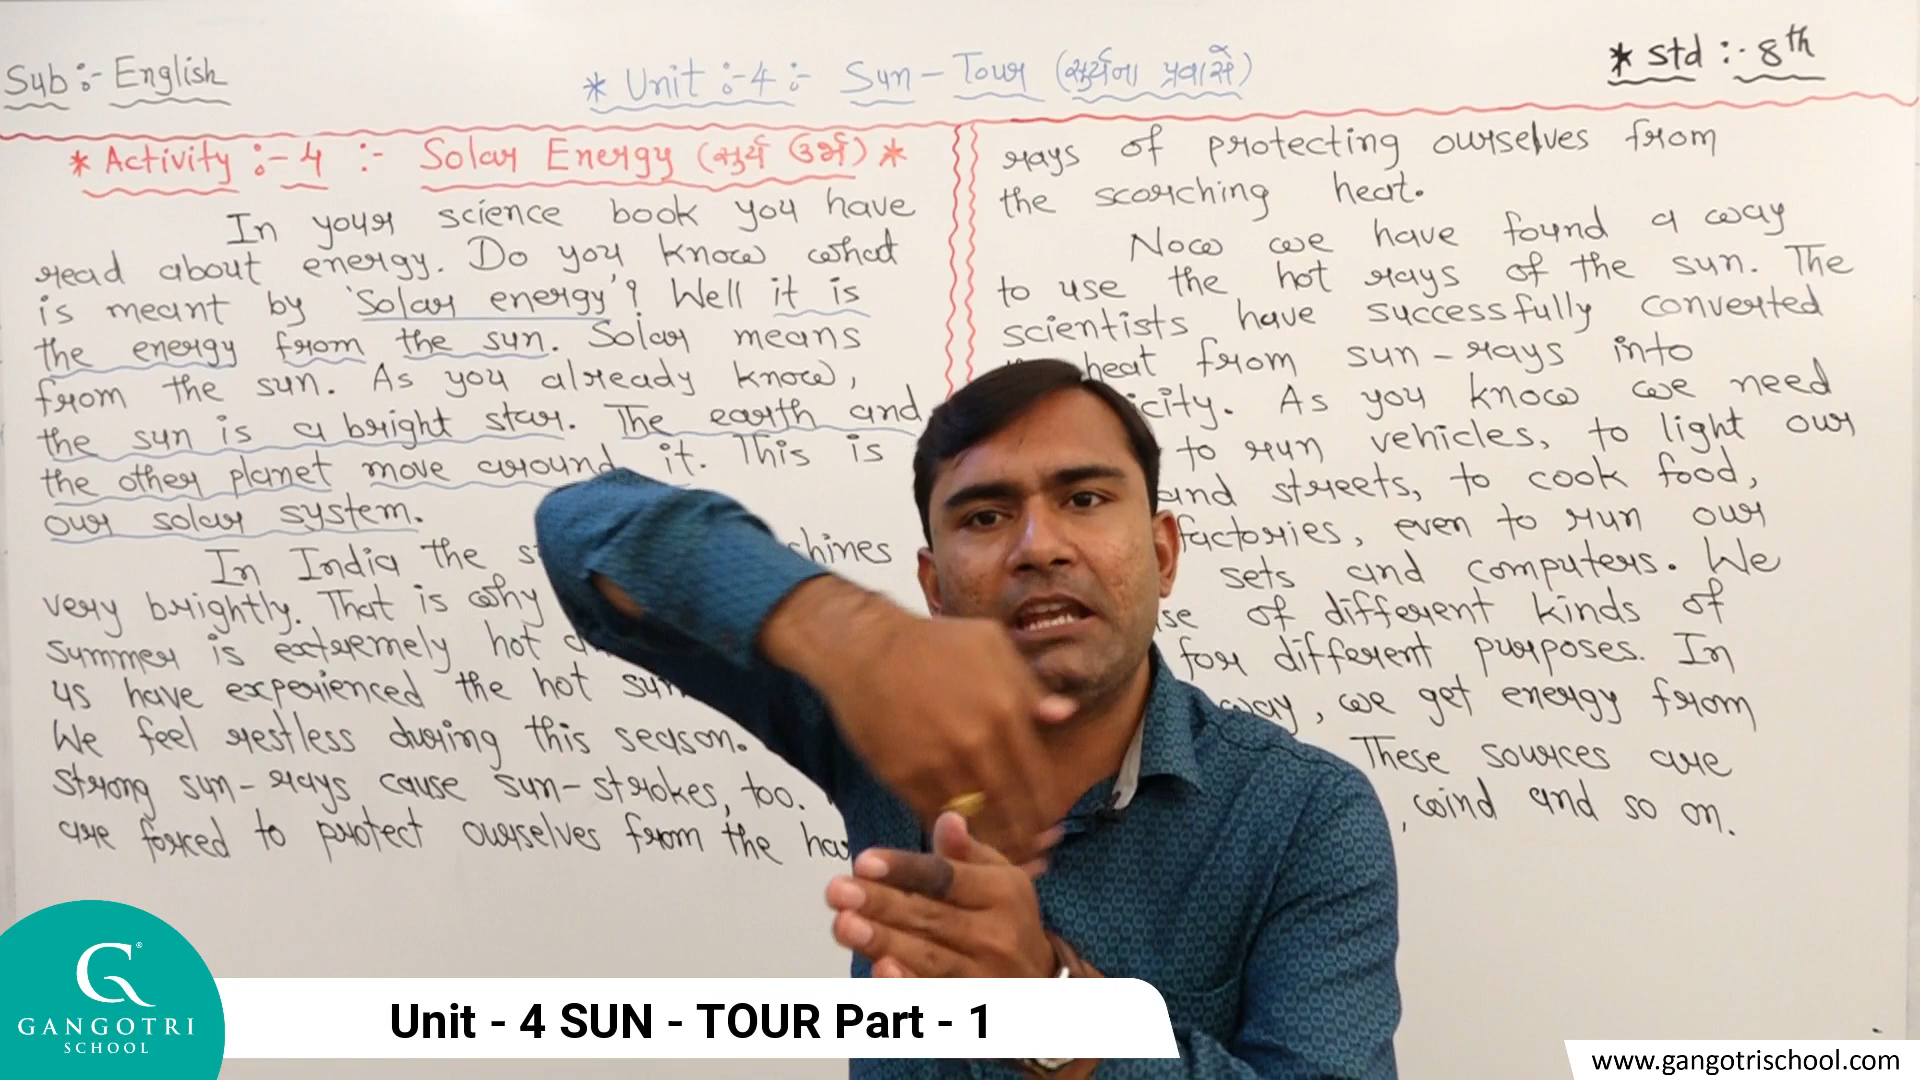 Sub :- English
* Unit :- 4 :- Sun - Tour (સુર્યના પ્રવાસે)
* Std :- 8th
* Activity :- 4 :- Solar Energy (સુર્ય ઉર્જા) *
In your science book you have
read about energy. Do you know what
is meant by 'Solar energy'? Well it is
the energy from the sun. Solar means
from the sun. As you already know,
the sun is a bright star. The earth and
the other planet move around it. This is
our solar system.
In India the shines
very brightly. That is why
summer is extremely hot
us have experienced the hot
We feel restless during this season.
strong sun-rays cause sun-strokes, too.
are forced to protect ourselves from the
rays of protecting ourselves from
the scorching heat.
Now we have found a way
to use the hot rays of the sun. The
scientists have successfully converted
heat from sun-rays into
As you know we need
to run vehicles, to light our
and streets, to cook food,
factories, even to run our
sets and computers. We
of different kinds of
for different purposes. In
way, we get energy from
These sources are
, wind and so on.
GANGOTRI
SCHOOL
Unit - 4 SUN - TOUR Part - 1
www.gangotrischool.com